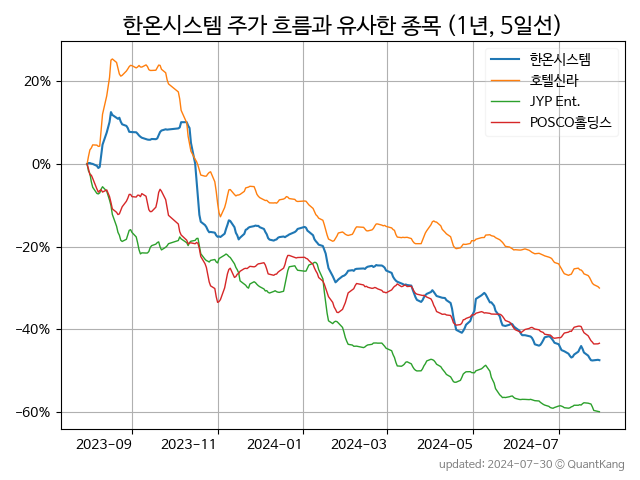 한온시스템 주가 흐름과 유사한 종목 (1년, 5일선)
한온시스템
호텔신라
JYP Ent.
POSCO홀딩스
20%
0%
−20%
−40%
−60%
2023-09 2023-11 2024-01 2024-03 2024-05 2024-07
updated: 2024-07-30 © QuantKang